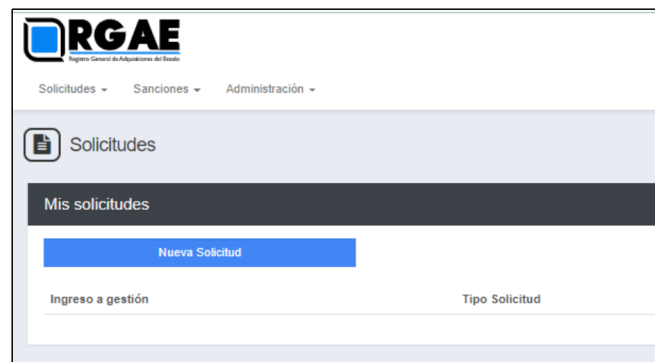 RGAE
Registro General de Adquisiciones del Estado
Solicitudes Sanciones Administración
Solicitudes
Mis solicitudes
Nueva Solicitud
Ingreso a gestión Tipo Solicitud